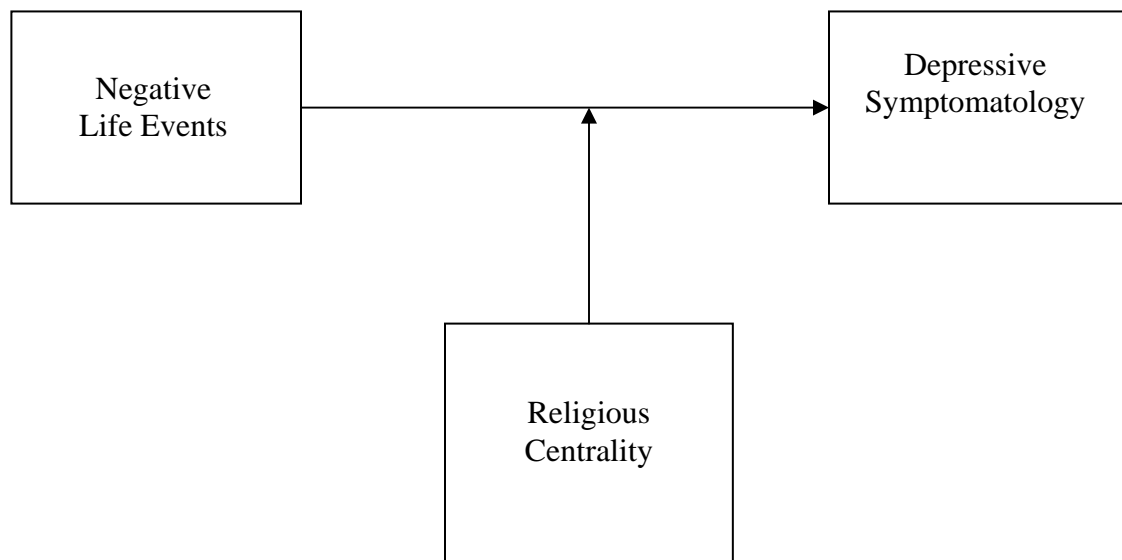 Negative
Life Events
Depressive
Symptomatology
Religious
Centrality